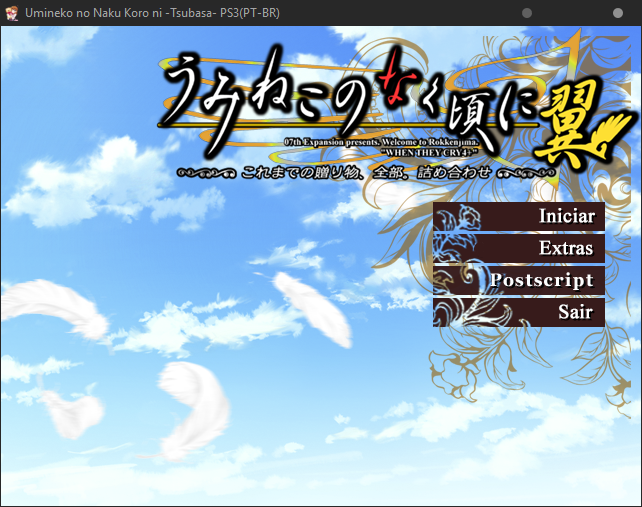 Umineko no Naku Koro ni -Tsubasa- PS3(PT-BR)
うみねこのなく頃に翼
07th Expansion presents. Welcome to Rokkenjima.
"WHEN THEY CRY4+"
これまでの贈り物、全部、詰め合わせ
Iniciar
Extras
Postscript
Sair